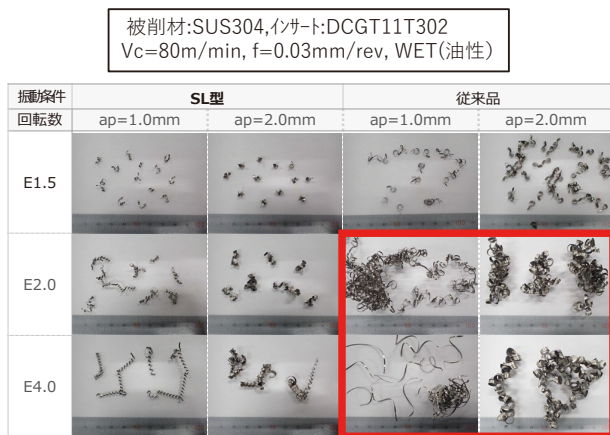 被削材:SUS304,インサート:DCGT11T302
Vc=80m/min, f=0.03mm/rev, WET(油性)
振動条件 SL型 従来品
回転数 ap=1.0mm ap=2.0mm ap=1.0mm ap=2.0mm
E1.5
E2.0
E4.0